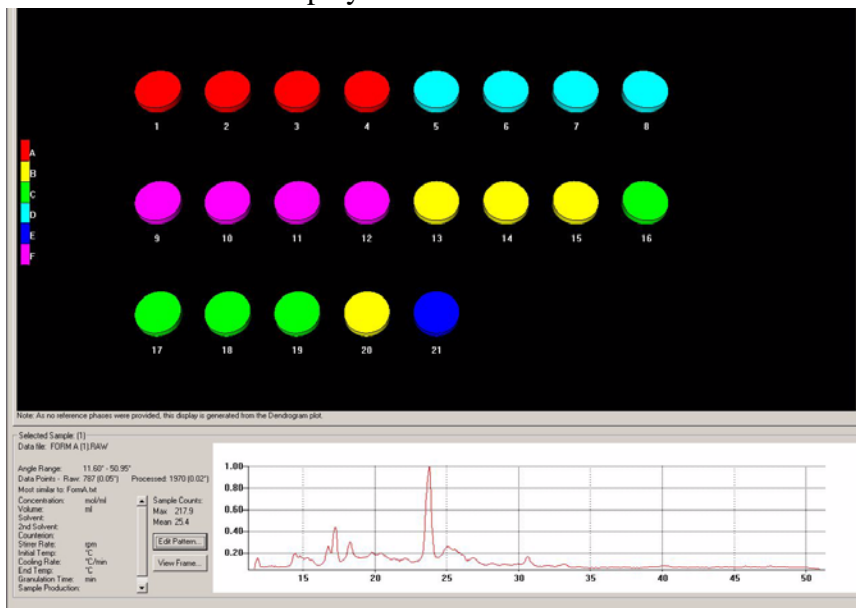 1 2 3 4 5 6 7 8
A
B
C
D
E
F
9 10 11 12 13 14 15 16
17 18 19 20 21
Note: As no reference phases were provided, this display is generated from the Dendrogram plot.
Selected Sample: (1)
Data file: FORM A (1).RAW
Angle Range: 11.60° - 50.95°
Data Points - Raw: 787 (0.05°) Processed: 1970 (0.02°)
Most similar to: FormA.txt
Concentration: mol/ml
Volume: ml
Solvent:
2nd Solvent:
Counterion:
Stirrer Rate: rpm
Initial Temp: °C
Cooling Rate: °C/min
End Temp: °C
Granulation Time: min
Sample Production:
Sample Counts:
Max 217.9
Mean 25.4
Edit Pattern...
View Frame...
1.00
0.80
0.60
0.40
0.20
15 20 25 30 35 40 45 50